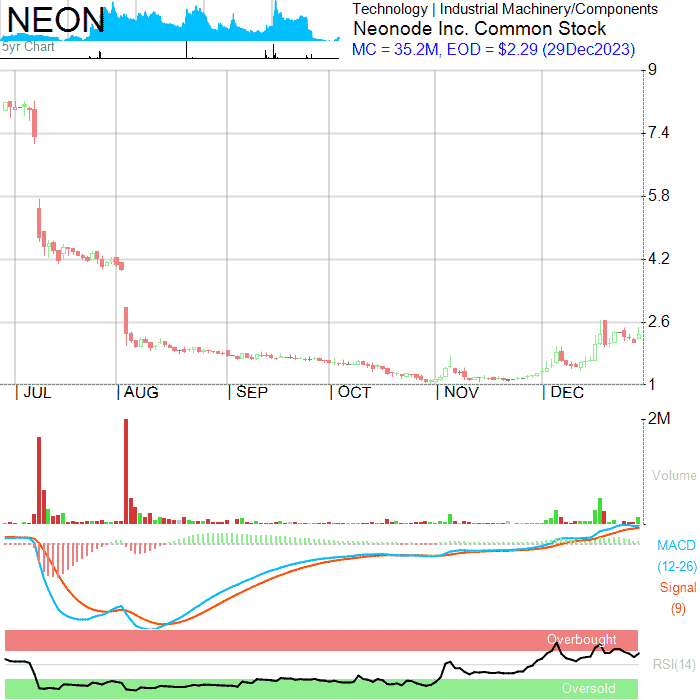 NEON
5yr Chart
Technology | Industrial Machinery/Components
Neonode Inc. Common Stock
MC = 35.2M, EOD = $2.29 (29Dec2023)
9
7.4
5.8
4.2
2.6
1
JUL
AUG
SEP
OCT
NOV
DEC
2M
Volume
MACD
(12-26)
Signal
(9)
Overbought
RSI(14)
Oversold